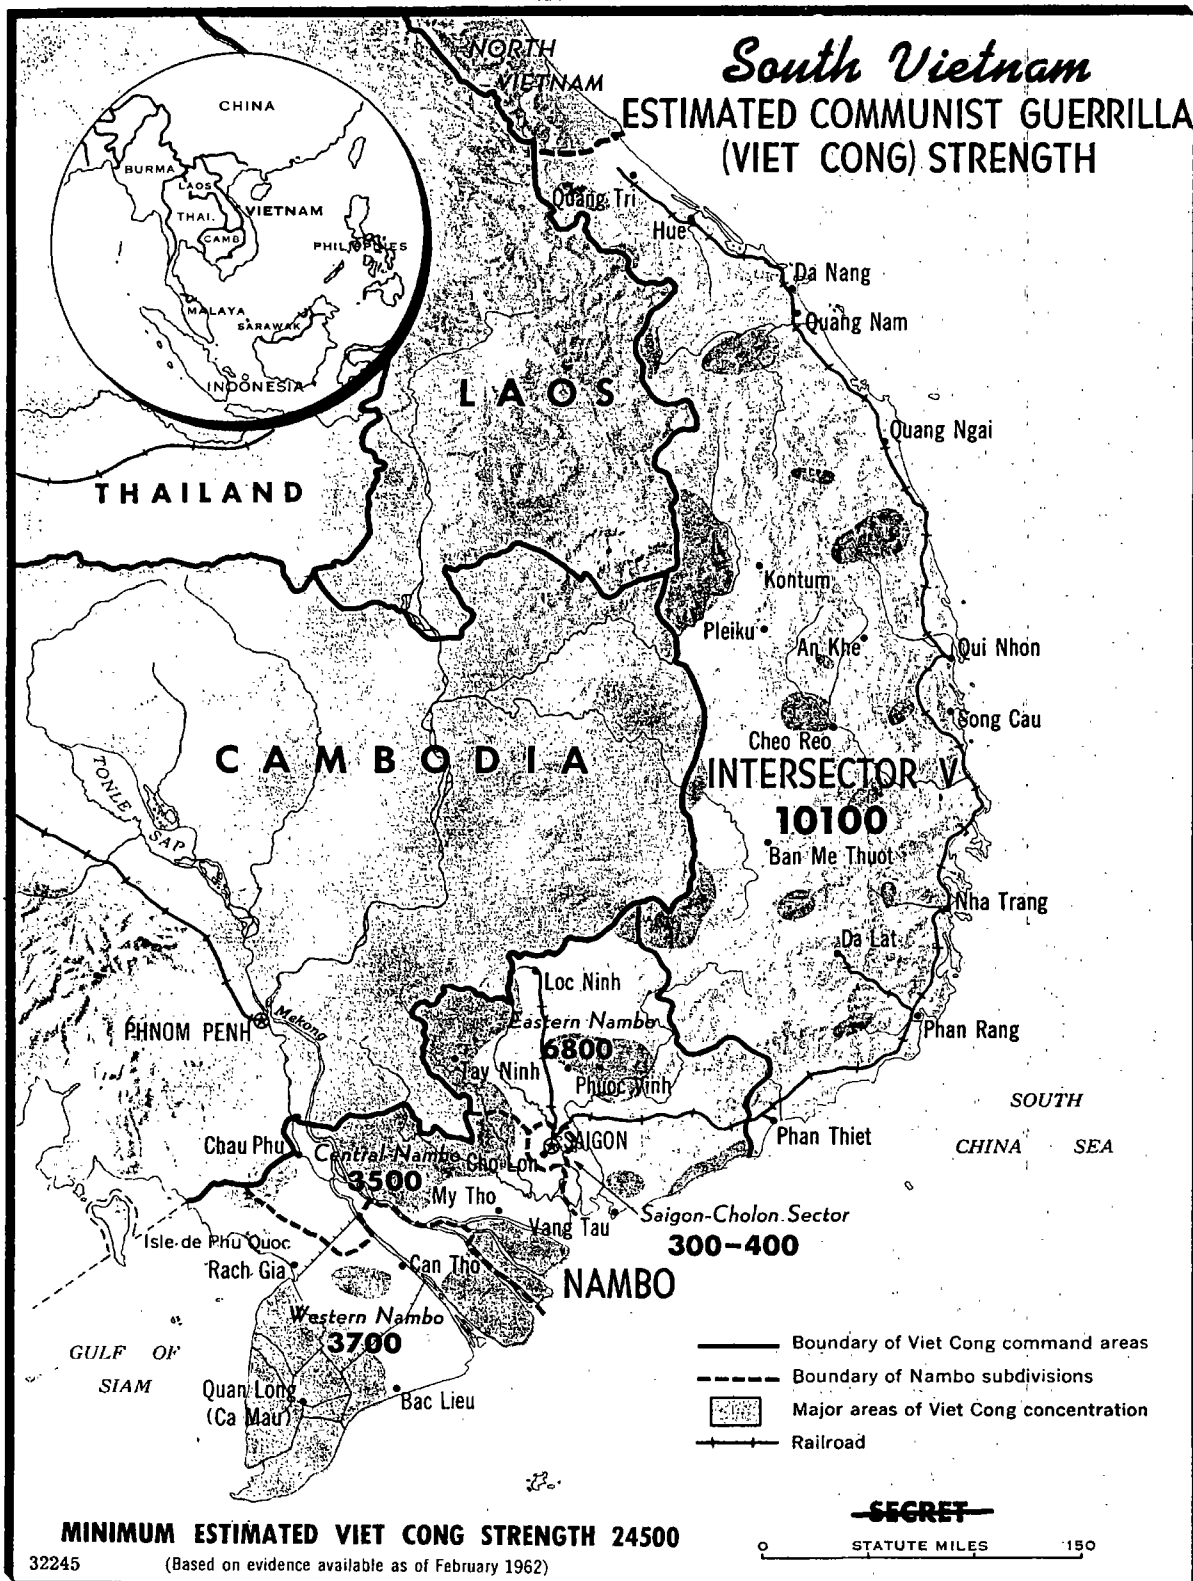 South Vietnam
ESTIMATED COMMUNIST GUERRILLA
(VIET CONG) STRENGTH
NORTH
VIETNAM
CHINA
BURMA
LAOS
THAI.
VIETNAM
CAMB
PHILIPPINES
MALAYA
SARAWAK
INDONESIA
Quang Tri
Hue
Da Nang
Quang Nam
LAOS
Quang Ngai
THAILAND
Kontum
Pleiku
An Khe
Qui Nhon
Song Cau
Cheo Reo
CAMBODIA
INTERSECTOR V
10100
TONLE
SAP
Ban Me Thuot
Nha Trang
Da Lat
Loc Ninh
Mekong
PHNOM PENH
Eastern Nambo
6800
Phan Rang
Tay Ninh
Phuoc Vinh
SOUTH
CHINA SEA
Phan Thiet
SAIGON
Chau Phu
Central Nambo
3500
Cho Lon
My Tho
Vang Tau
Saigon-Cholon Sector
300-400
Isle de Phu Quoc
Rach Gia
Can Tho
NAMBO
Western Nambo
3700
GULF OF
SIAM
Quan Long
(Ca Mau)
Bac Lieu
Boundary of Viet Cong command areas
Boundary of Nambo subdivisions
Major areas of Viet Cong concentration
Railroad
SECRET
MINIMUM ESTIMATED VIET CONG STRENGTH 24500
(Based on evidence available as of February 1962)
32245
0 STATUTE MILES 150